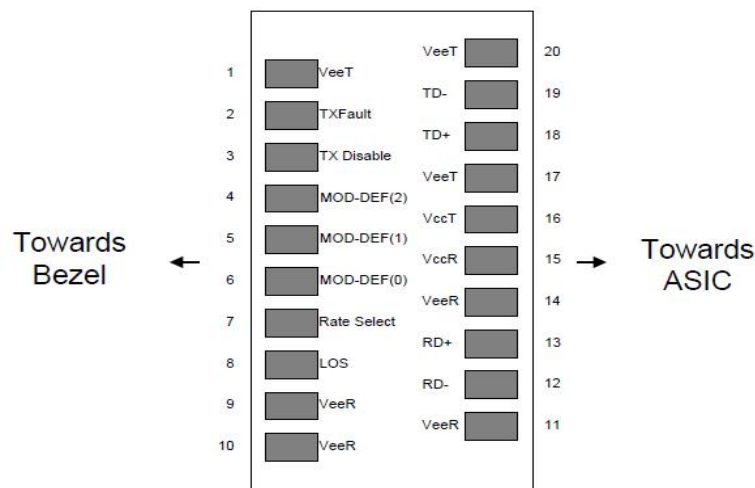 VeeT 20
1 VeeT
TD- 19
2 TXFault
TD+ 18
3 TX Disable
VeeT 17
4 MOD-DEF(2)
VccT 16
5 MOD-DEF(1)
VccR 15
6 MOD-DEF(0)
VeeR 14
7 Rate Select
RD+ 13
8 LOS
RD- 12
9 VeeR
VeeR 11
10 VeeR
Towards
Bezel
Towards
ASIC